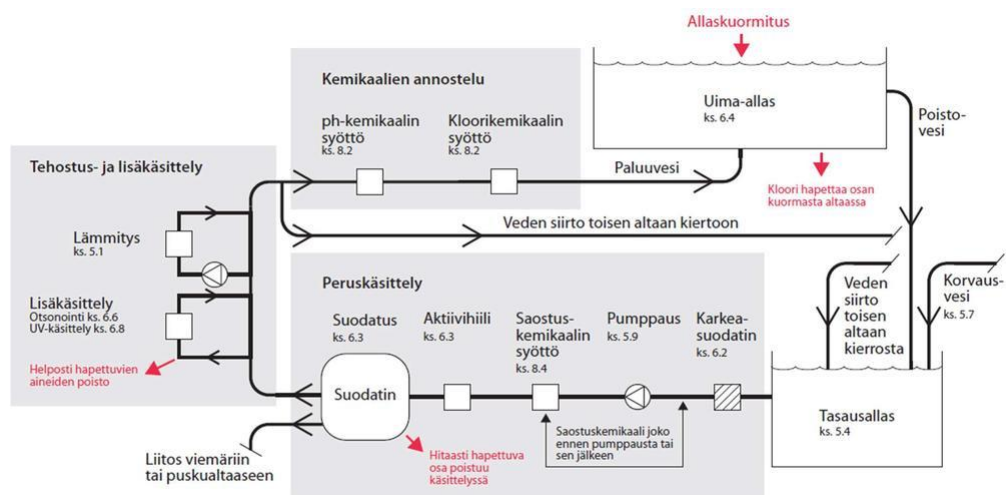 Allaskuormitus
Kemikaalien annostelu
Uima-allas
ks. 6.4
Poisto-
vesi
ph-kemikaalin
syöttö
ks. 8.2
Kloorikemikaalin
syöttö
ks. 8.2
Tehostus- ja lisäkäsittely
Paluuvesi
Kloori hapettaa osan
kuormasta altaassa
Veden siirto toisen altaan kiertoon
Lämmitys
ks. 5.1
Peruskäsittely
Veden
siirto
toisen
altaan
kierrosta
Korvaus-
vesi
ks. 5.7
Lisäkäsittely
Otsonointi ks. 6.6
UV-käsittely ks. 6.8
Suodatus
ks. 6.3
Aktiivihiili
ks. 6.3
Saostus-
kemikaalin
syöttö
ks. 8.4
Pumppaus
ks. 5.9
Karkea-
suodatin
ks. 6.2
Helposti hapettuvien
aineiden poisto
Suodatin
Tasausallas
ks. 5.4
Saostuskemikaali joko
ennen pumppausta tai
sen jälkeen
Liitos viemäriin
tai puskualtaaseen
Hitaasti hapettuva
osa poistuu
käsittelyssä